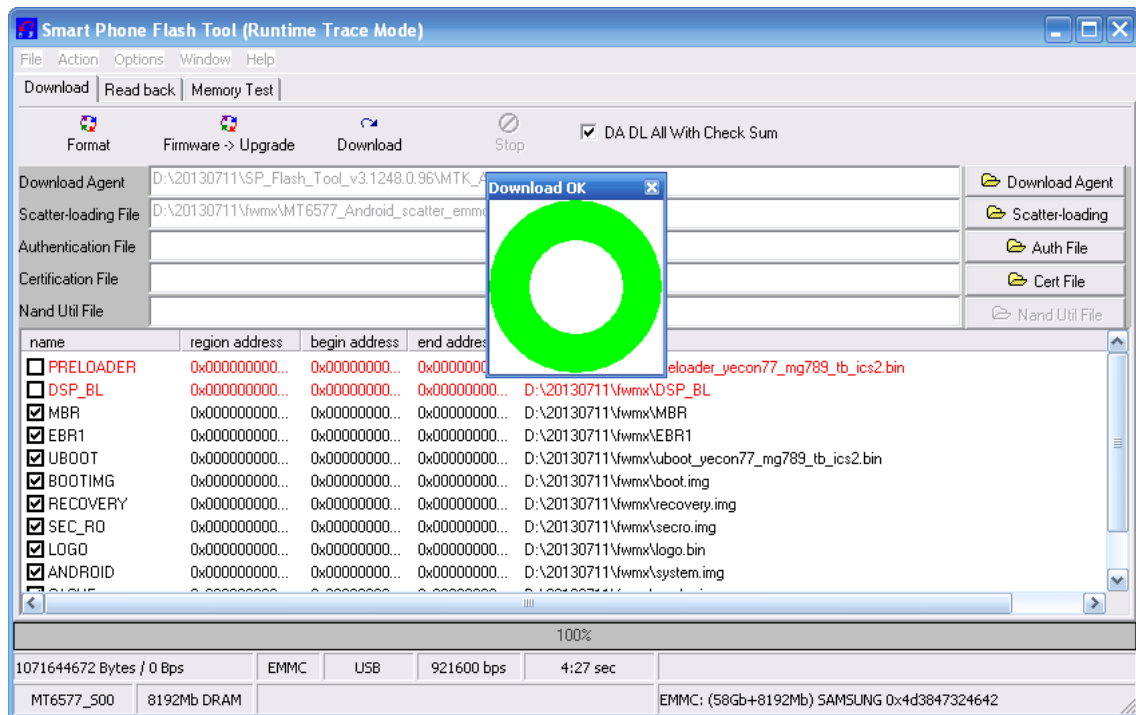 Smart Phone Flash Tool (Runtime Trace Mode)
File Action Options Window Help
Download Read back Memory Test
Format Firmware -> Upgrade Download Stop DA DL All With Check Sum
Download Agent D:\20130711\SP_Flash_Tool_v3.1248.0.96\MTK_A Download Agent
Download OK
Scatter-loading File D:\20130711\fwmx\MT6577_Android_scatter_emmc Scatter-loading
Authentication File Auth File
Certification File Cert File
Nand Util File Nand Util File
name region address begin address end addres
PRELOADER 0x000000000... 0x00000000... 0x0000000 eloader_yecon77_mg789_tb_ics2.bin
DSP_BL 0x000000000... 0x00000000... 0x00000000... D:\20130711\fwmx\DSP_BL
MBR 0x000000000... 0x00000000... 0x00000000... D:\20130711\fwmx\MBR
EBR1 0x000000000... 0x00000000... 0x00000000... D:\20130711\fwmx\EBR1
UBOOT 0x000000000... 0x00000000... 0x00000000... D:\20130711\fwmx\uboot_yecon77_mg789_tb_ics2.bin
BOOTIMG 0x000000000... 0x00000000... 0x00000000... D:\20130711\fwmx\boot.img
RECOVERY 0x000000000... 0x00000000... 0x00000000... D:\20130711\fwmx\recovery.img
SEC_RO 0x000000000... 0x00000000... 0x00000000... D:\20130711\fwmx\secro.img
LOGO 0x000000000... 0x00000000... 0x00000000... D:\20130711\fwmx\logo.bin
ANDROID 0x000000000... 0x00000000... 0x00000000... D:\20130711\fwmx\system.img
100%
1071644672 Bytes / 0 Bps EMMC USB 921600 bps 4:27 sec
MT6577_S00 8192Mb DRAM EMMC: (58Gb+8192Mb) SAMSUNG 0x4d3847324642